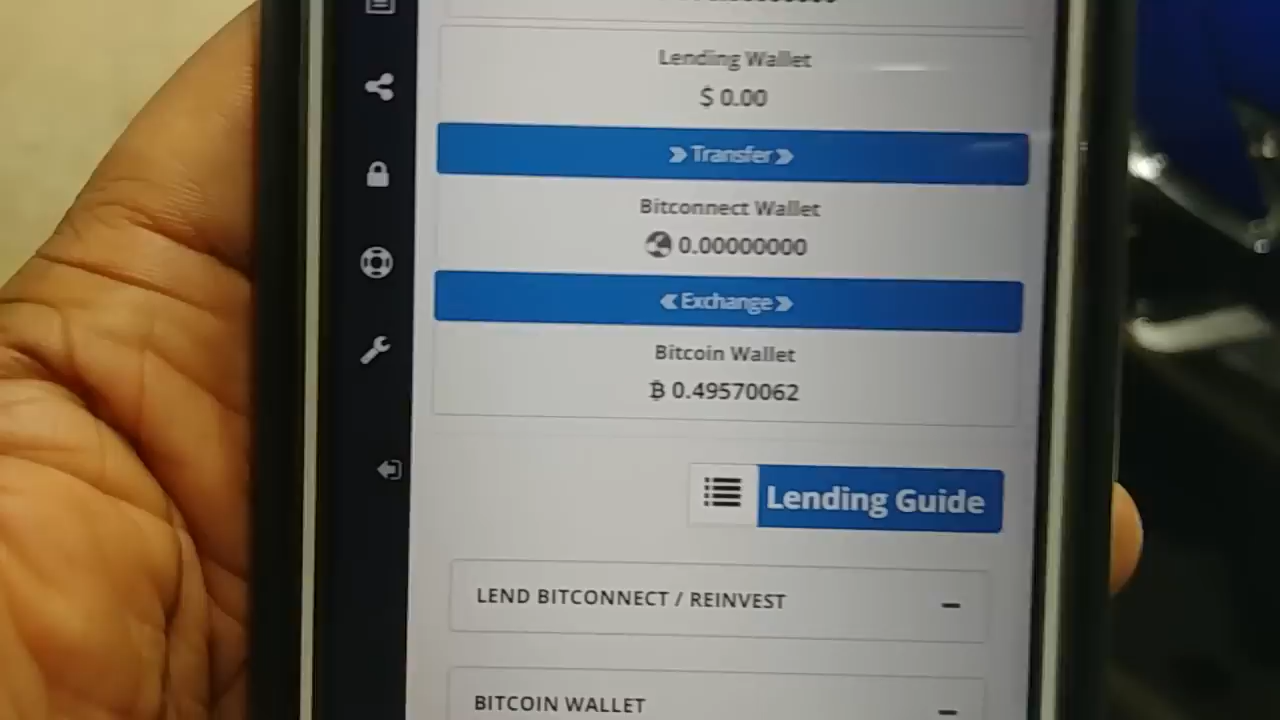 Lending Wallet
$ 0.00
Transfer
Bitconnect Wallet
0.00000000
Exchange
Bitcoin Wallet
₿ 0.49570062
Lending Guide
LEND BITCONNECT / REINVEST
BITCOIN WALLET